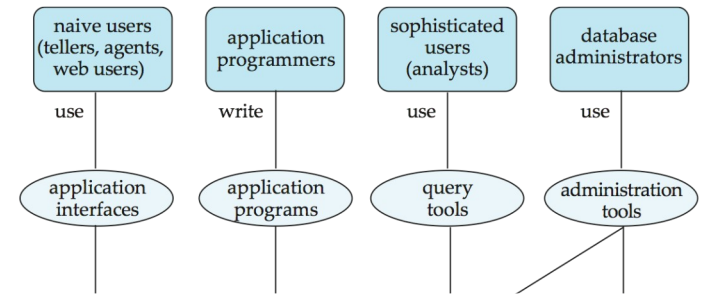 naive users
(tellers, agents,
web users)
application
programmers
sophisticated
users
(analysts)
database
administrators
use
write
use
use
application
interfaces
application
programs
query
tools
administration
tools